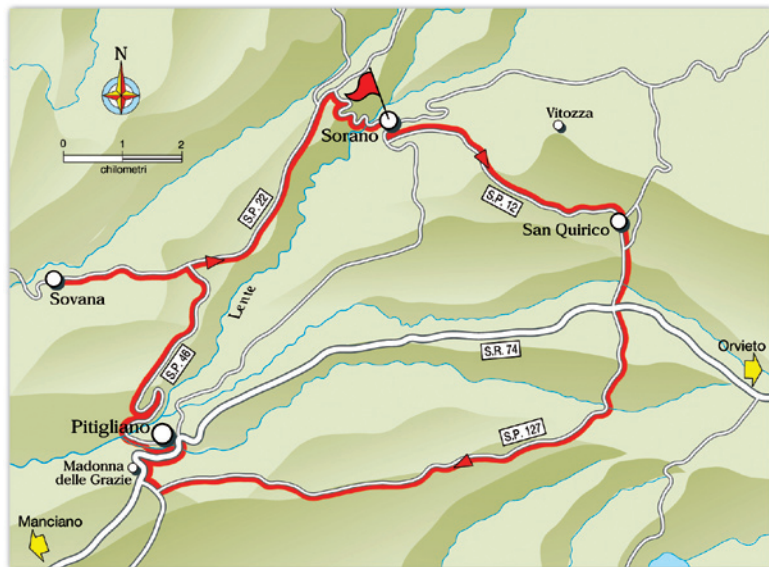 N
0 1 2
chilometri
Sorano
Vitozza
S.P. 22
S.P. 12
San Quirico
Sovana
Lente
S.P. 46
S.R. 74
Orvieto
Pitigliano
S.P. 127
Madonna
delle Grazie
Manciano